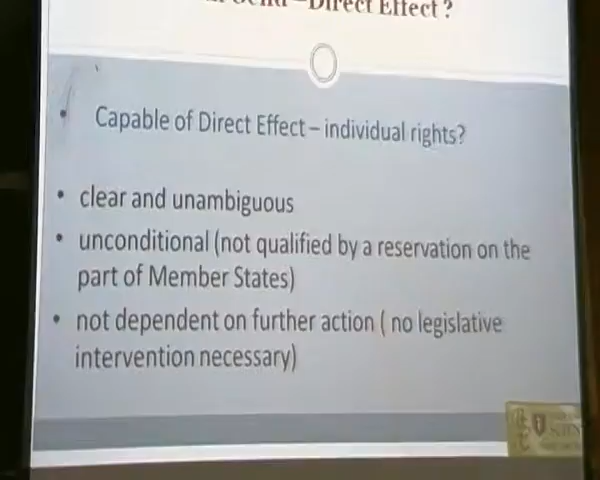 Direct Effect ?
• Capable of Direct Effect – individual rights?
• clear and unambiguous
• unconditional (not qualified by a reservation on the
part of Member States)
• not dependent on further action ( no legislative
intervention necessary)